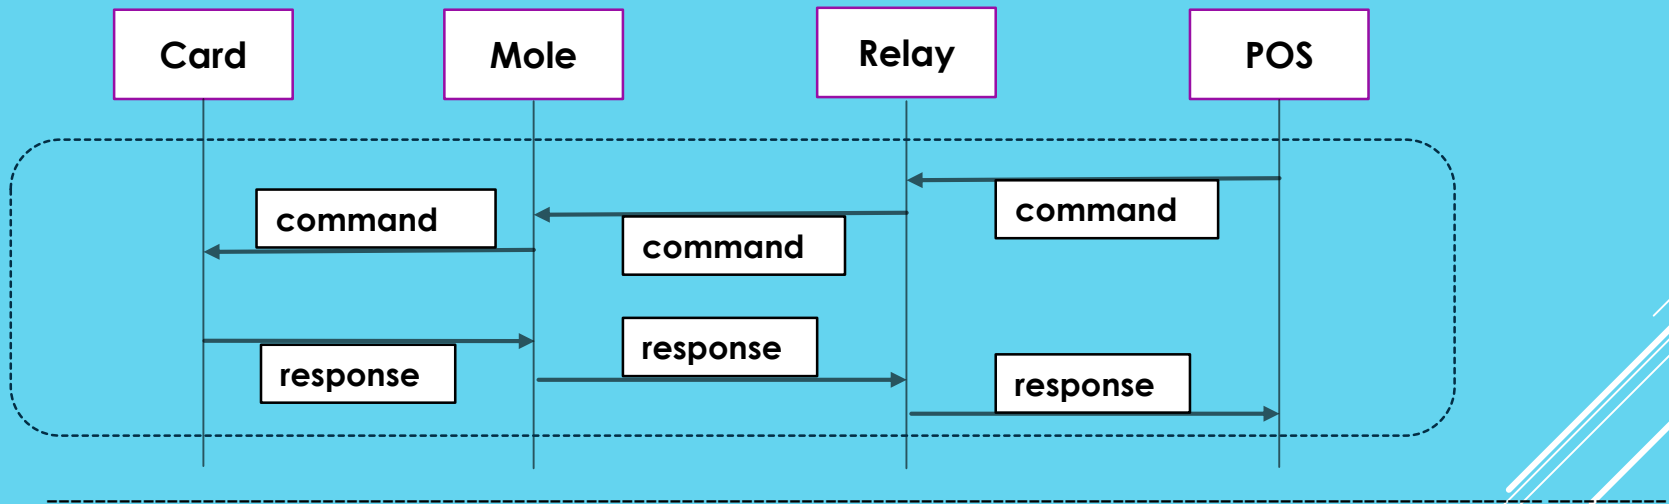 Card
Mole
Relay
POS
command
command
command
response
response
response